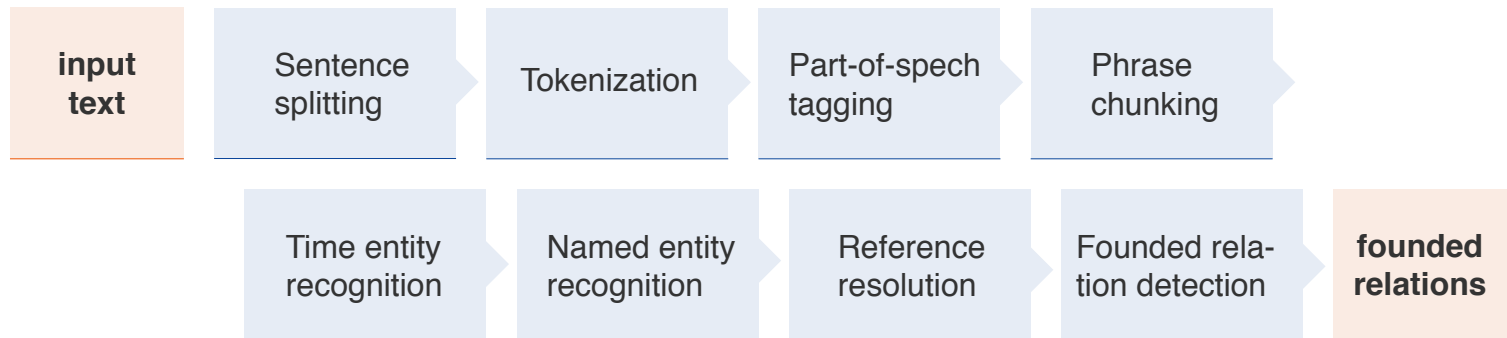 input
text
Sentence
splitting
Tokenization
Part-of-spech
tagging
Phrase
chunking
Time entity
recognition
Named entity
recognition
Reference
resolution
Founded rela-
tion detection
founded
relations